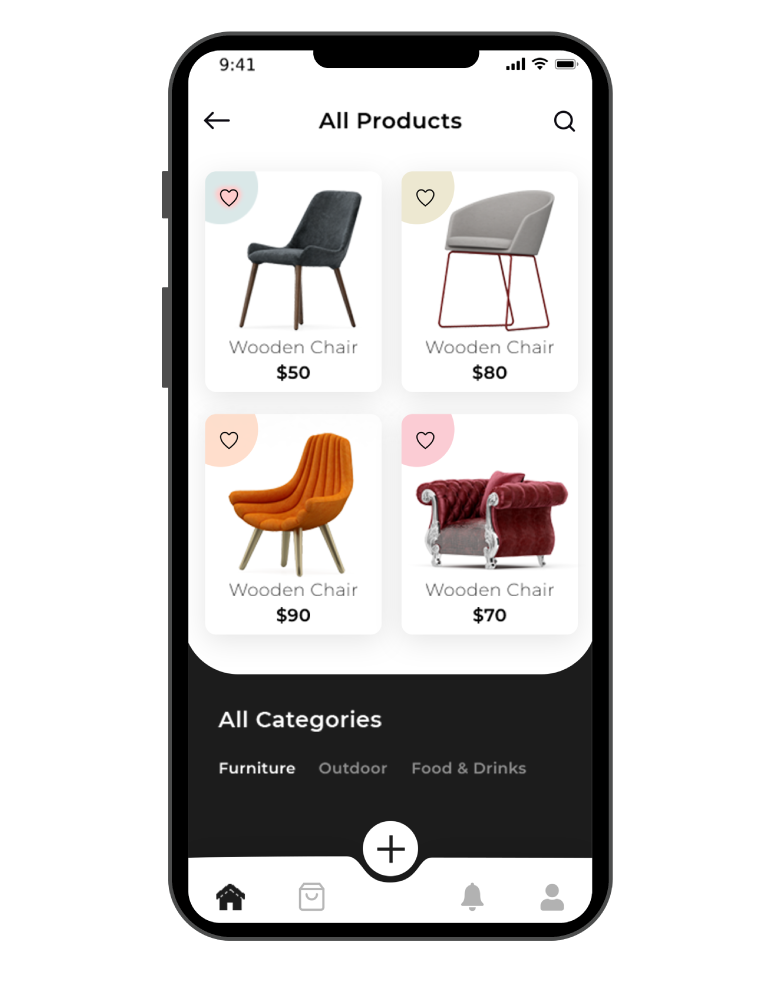 9:41
All Products
Wooden Chair
$50
Wooden Chair
$80
Wooden Chair
$90
Wooden Chair
$70
All Categories
Furniture Outdoor Food & Drinks